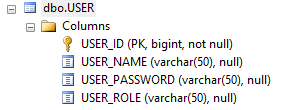 dbo.USER
Columns
USER_ID (PK, bigint, not null)
USER_NAME (varchar(50), null)
USER_PASSWORD (varchar(50), null)
USER_ROLE (varchar(50), null)